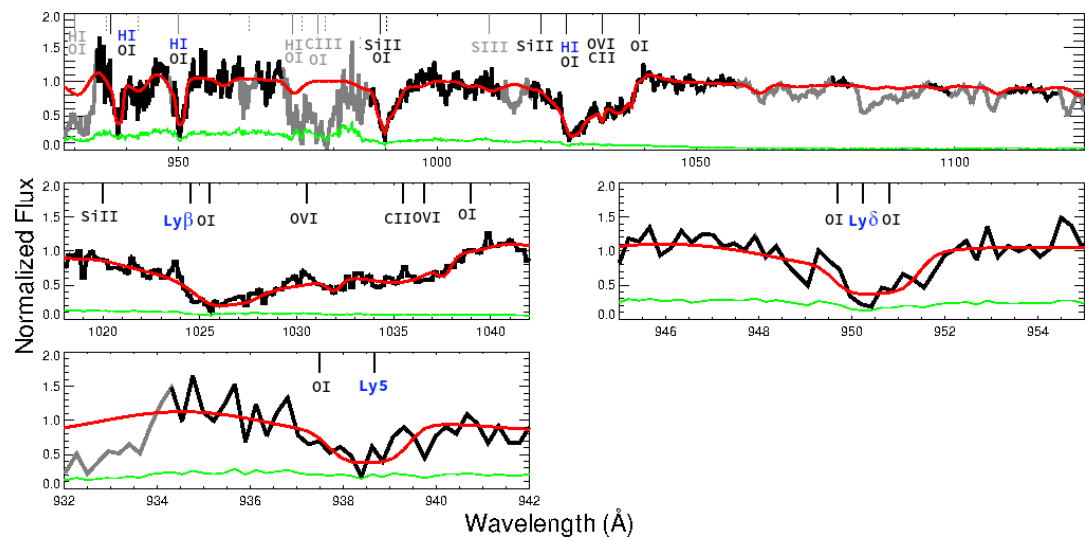 2.0
1.5
1.0
0.5
0.0
HI HI HI HI CIII SiII SIII SiII HI OVI OI
OI OI OI OI OI OI OI CII
950 1000 1050 1100
Normalized Flux
2.0
1.5
1.0
0.5
0.0
SiII Lyβ OI OVI CII OVI OI
1020 1025 1030 1035 1040
2.0
1.5
1.0
0.5
0.0
OI Lyδ OI
946 948 950 952 954
2.0
1.5
1.0
0.5
0.0
OI Ly5
932 934 936 938 940 942
Wavelength (Å)